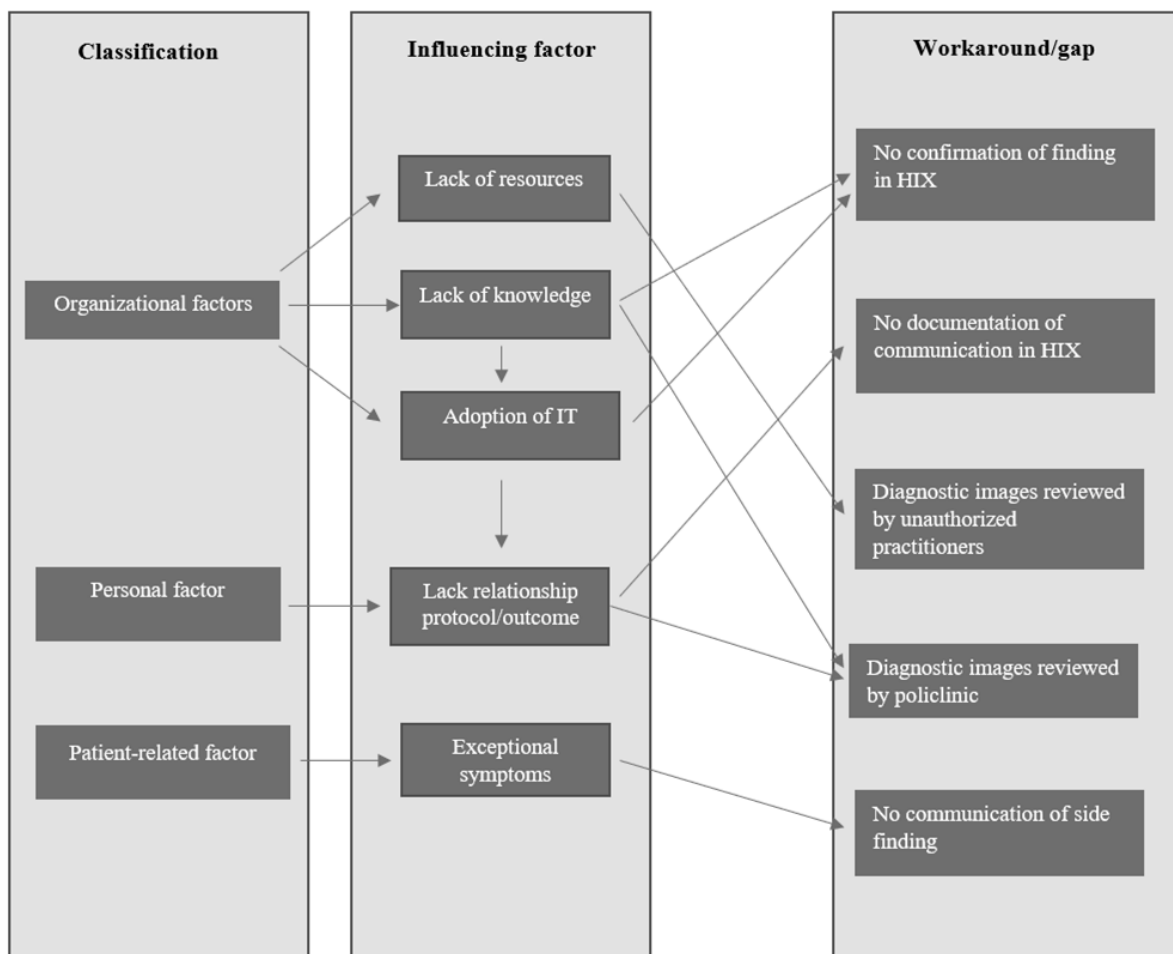 Classification
Organizational factors
Personal factor
Patient-related factor
Influencing factor
Lack of resources
Lack of knowledge
Adoption of IT
Lack relationship
protocol/outcome
Exceptional
symptoms
Workaround/gap
No confirmation of finding
in HIX
No documentation of
communication in HIX
Diagnostic images reviewed
by unauthorized
practitioners
Diagnostic images reviewed
by policlinic
No communication of side
finding